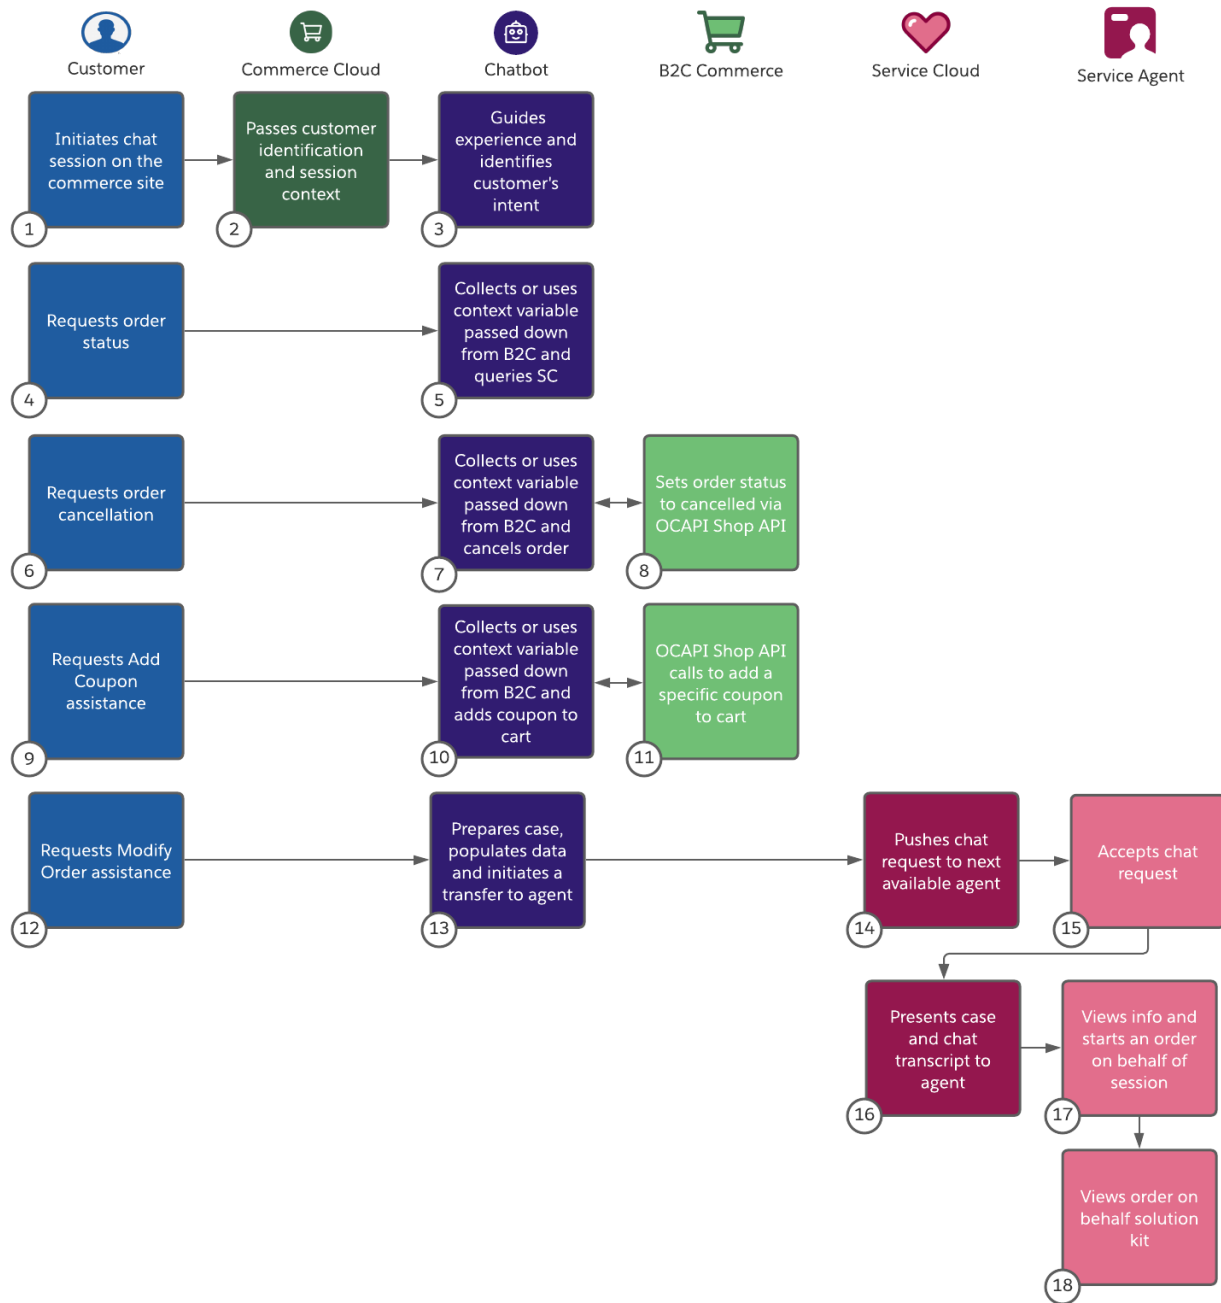 Customer
Commerce Cloud
Chatbot
B2C Commerce
Service Cloud
Service Agent
Initiates chat
session on the
commerce site
1
Passes customer
identification
and session
context
2
Guides
experience and
identifies
customer's
intent
3
Requests order
status
4
Collects or uses
context variable
passed down
from B2C and
queries SC
5
Requests order
cancellation
6
Collects or uses
context variable
passed down
from B2C and
cancels order
7
Sets order status
to cancelled via
OCAPI Shop API
8
Requests Add
Coupon
assistance
9
Collects or uses
context variable
passed down
from B2C and
adds coupon to
cart
10
OCAPI Shop API
calls to add a
specific coupon
to cart
11
Requests Modify
Order assistance
12
Prepares case,
populates data
and initiates a
transfer to agent
13
Pushes chat
request to next
available agent
14
Accepts chat
request
15
Presents case
and chat
transcript to
agent
16
Views info and
starts an order
on behalf of
session
17
Views order on
behalf solution
kit
18